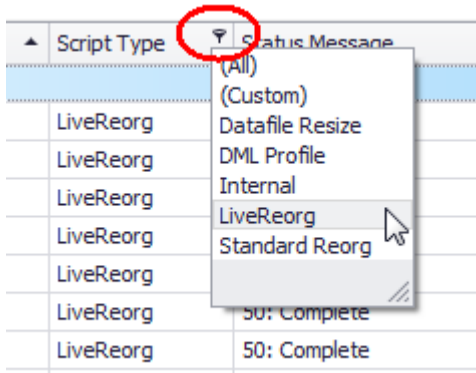 Script Type
Status Message
(All)
(Custom)
Datafile Resize
DML Profile
Internal
LiveReorg
Standard Reorg
LiveReorg
LiveReorg
LiveReorg
LiveReorg
LiveReorg
LiveReorg 50: Complete
LiveReorg 50: Complete